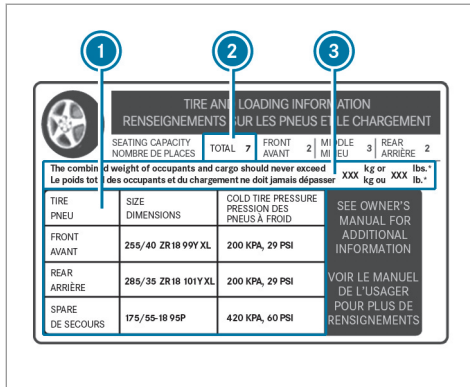 1 2 3
TIRE AND LOADING INFORMATION
RENSEIGNEMENTS SUR LES PNEUS ET LE CHARGEMENT
SEATING CAPACITY
NOMBRE DE PLACES
TOTAL 7
FRONT
AVANT
2
MIDDLE
MILIEU
3
REAR
ARRIÈRE
2
The combined weight of occupants and cargo should never exceed XXX kg or XXX lbs.*
Le poids total des occupants et du chargement ne doit jamais dépasser XXX kg ou XXX lb.*
TIRE
PNEU
SIZE
DIMENSIONS
COLD TIRE PRESSURE
PRESSION DES
PNEUS À FROID
FRONT
AVANT
255/40 ZR18 99Y XL
200 KPA, 29 PSI
REAR
ARRIÈRE
285/35 ZR18 101Y XL
200 KPA, 29 PSI
SPARE
DE SECOURS
175/55-18 95P
420 KPA, 60 PSI
SEE OWNER'S
MANUAL FOR
ADDITIONAL
INFORMATION
VOIR LE MANUEL
DE L'USAGER
POUR PLUS DE
RENSIGNEMENTS